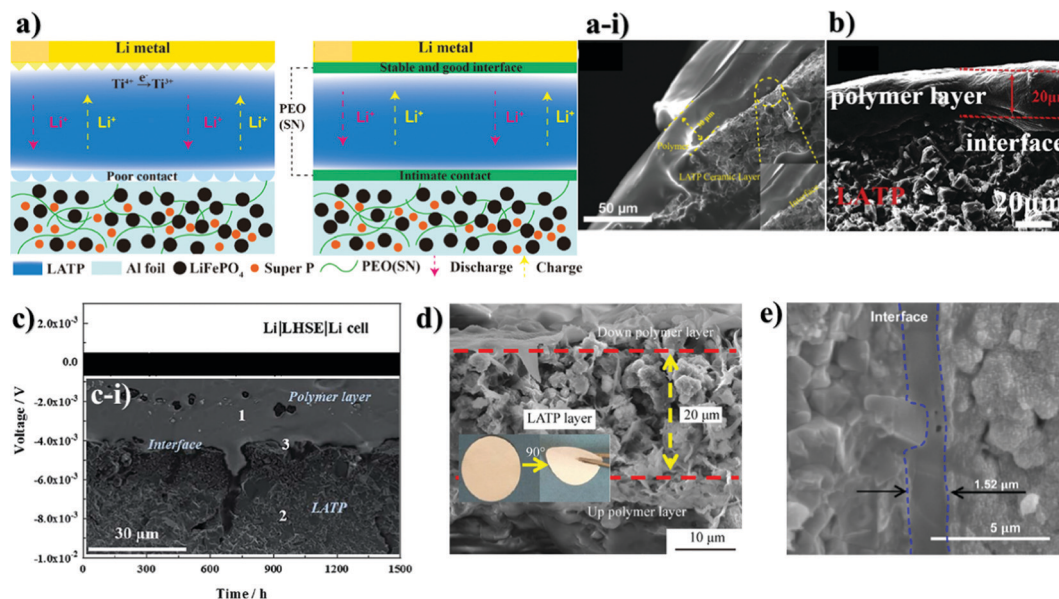 a)
Li metal
Ti⁴⁺ e⁻→Ti³⁺
Li⁺
Li⁺
Li⁺
Li⁺
Poor contact
PEO
(SN)
Li metal
Stable and good interface
Li⁺
Li⁺
Li⁺
Li⁺
Intimate contact
LATP
Al foil
LiFePO₄
Super P
PEO(SN)
Discharge
Charge
a-i)
Polymer
LATP Ceramic Layer
50 µm
b)
polymer layer
20µm
interface
LATP
20µm
c)
Li|LHSE|Li cell
c-i)
Polymer layer
1
Interface
3
LATP
2
30 µm
Voltage / V
2.0×10⁻³
0.0
-2.0×10⁻³
-4.0×10⁻³
-6.0×10⁻³
-8.0×10⁻³
-1.0×10⁻²
0
300
600
900
1200
1500
Time / h
d)
Down polymer layer
LATP layer
20 µm
90°
Up polymer layer
10 µm
e)
Interface
1.52 µm
5 µm